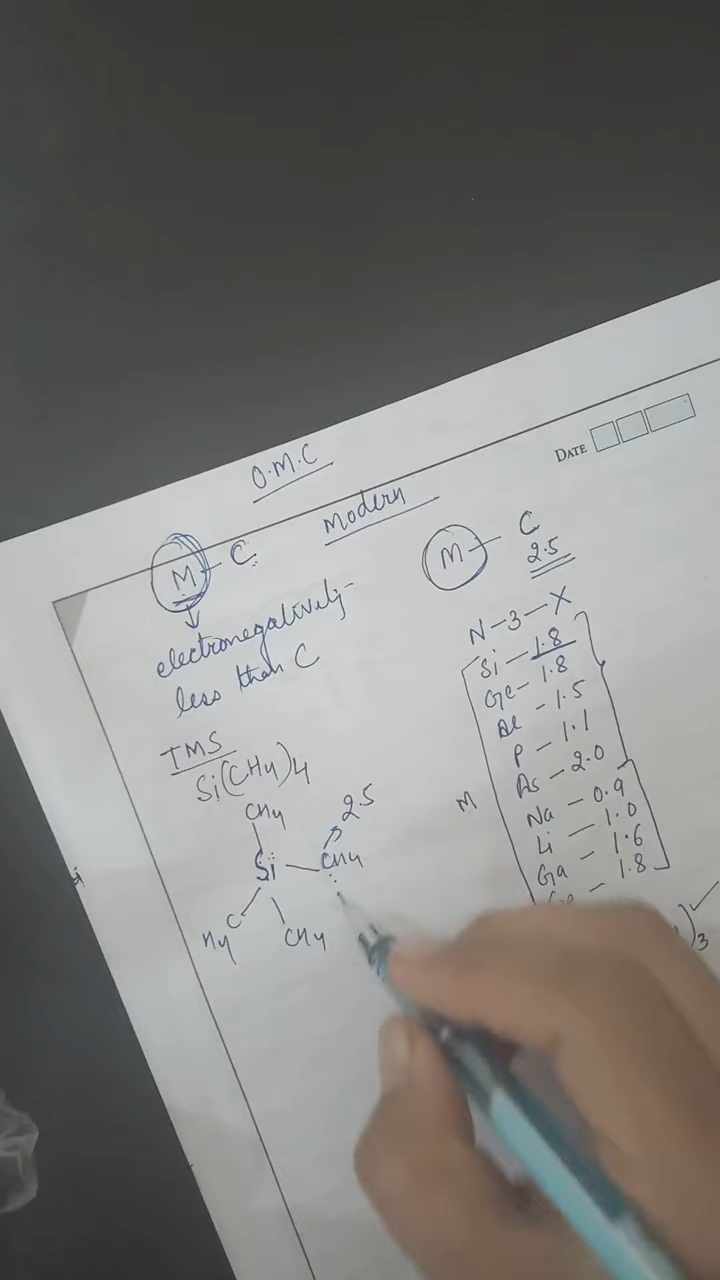 O.M.C
DATE
Modern
M - C
electronegativity
less than C
TMS
Si(CH4)4
CH4
2.5
Si - CH4
H4C
CH4
M - C
2.5
N - 3 - X
Si - 1.8
Ge - 1.8
Al - 1.5
P - 1.1
As - 2.0
Na - 0.9
Li - 1.0
Ga - 1.6
1.8
M
)3